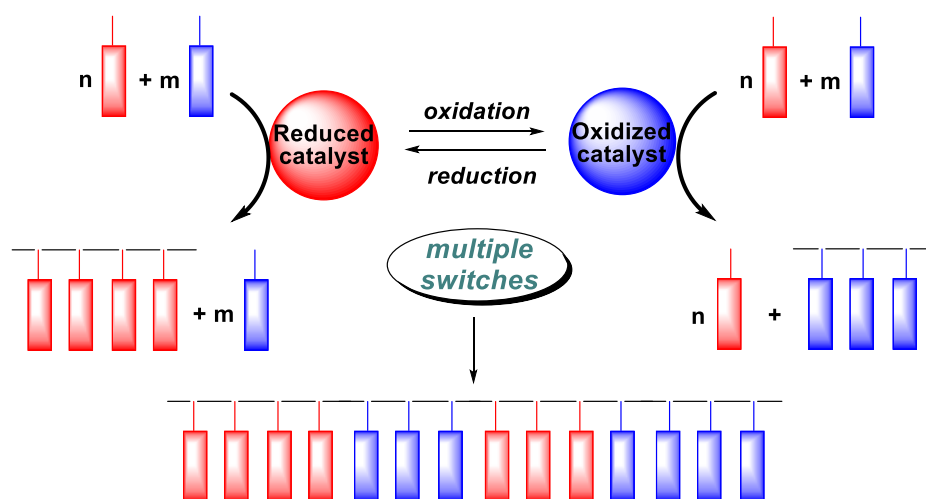 n + m
Reduced
catalyst
oxidation
reduction
Oxidized
catalyst
n + m
multiple
switches
+ m
n +